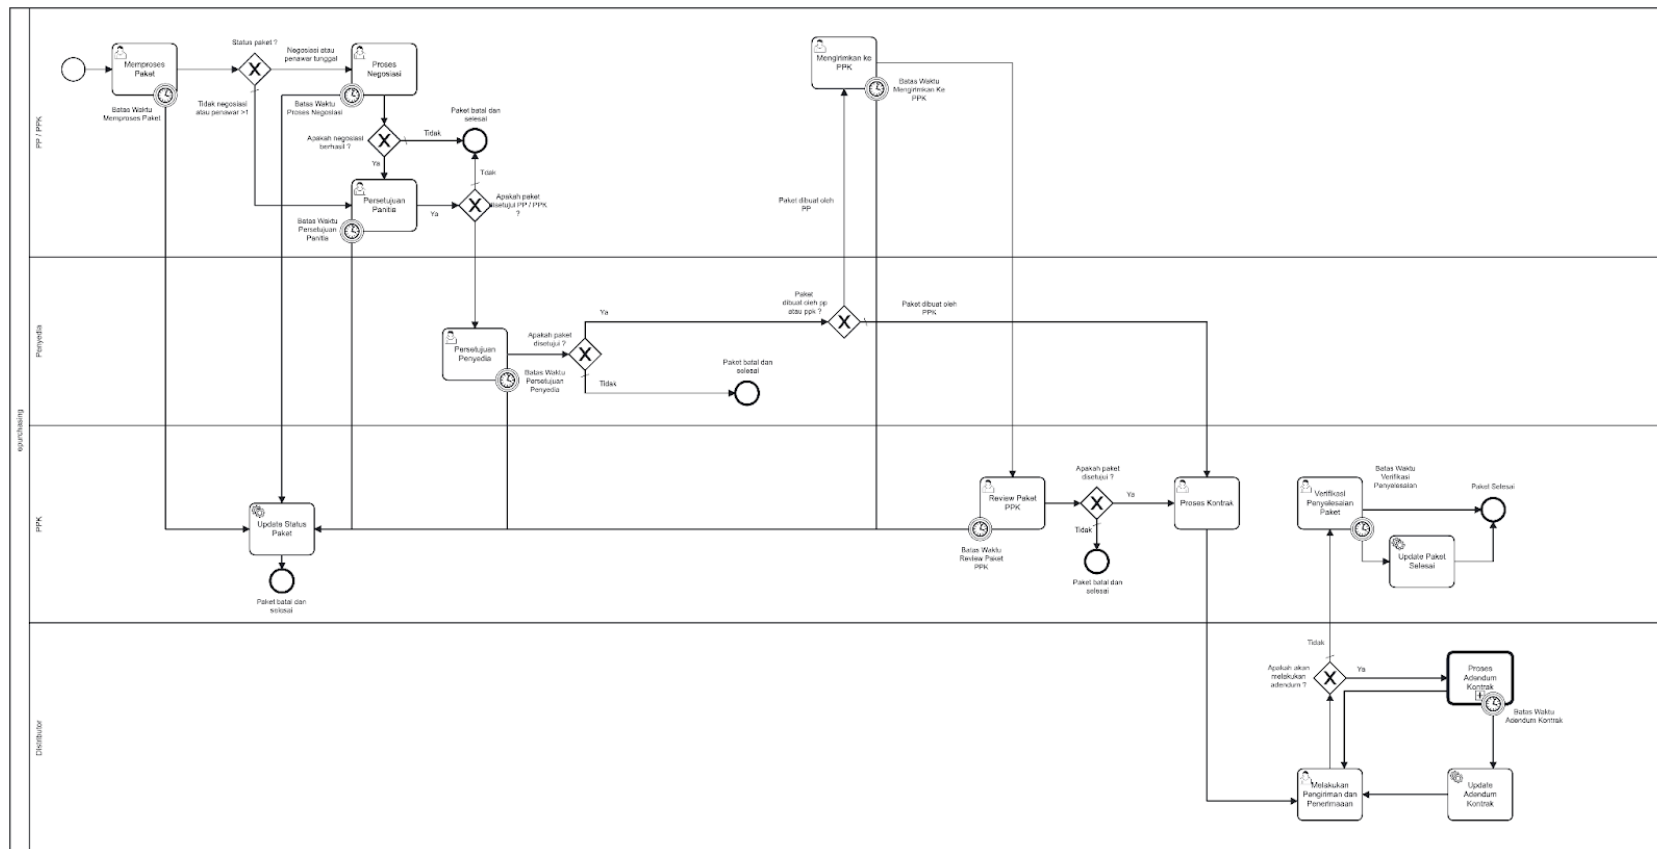 epurchasing
PP / PPK
Memproses
Paket
Batas Waktu
Memproses Paket
Status paket ?
Negosiasi atau
penawar tunggal
Tidak negosiasi
atau penawar >1
Proses
Negosiasi
Batas Waktu
Proses Negosiasi
Apakah negosiasi
berhasil ?
Tidak
Paket batal dan
selesai
Ya
Tidak
Persetujuan
Panitia
Batas Waktu
Persetujuan
Panitia
Ya
Apakah paket
disetujui PP / PPK
?
Mengirimkan ke
PPK
Batas Waktu
Mengirimkan Ke
PPK
Paket dibuat oleh
PP
Penyedia
Persetujuan
Penyedia
Batas Waktu
Persetujuan
Penyedia
Apakah paket
disetujui ?
Ya
Tidak
Paket batal dan
selesai
Paket
dibuat oleh pp
atau ppk ?
Paket dibuat oleh
PPK
PPK
Update Status
Paket
Paket batal dan
selesai
Review Paket
PPK
Batas Waktu
Review Paket
PPK
Apakah paket
disetujui ?
Ya
Tidak
Paket batal dan
selesai
Proses Kontrak
Verifikasi
Penyelesaian
Paket
Batas Waktu
Verifikasi
Penyelesaian
Update Paket
Selesai
Paket Selesai
Distributor
Tidak
Apakah akan
melakukan
adendum ?
Ya
Proses
Adendum
Kontrak
Batas Waktu
Adendum Kontrak
Melakukan
Pengiriman dan
Penerimaaan
Update
Adendum
Kontrak